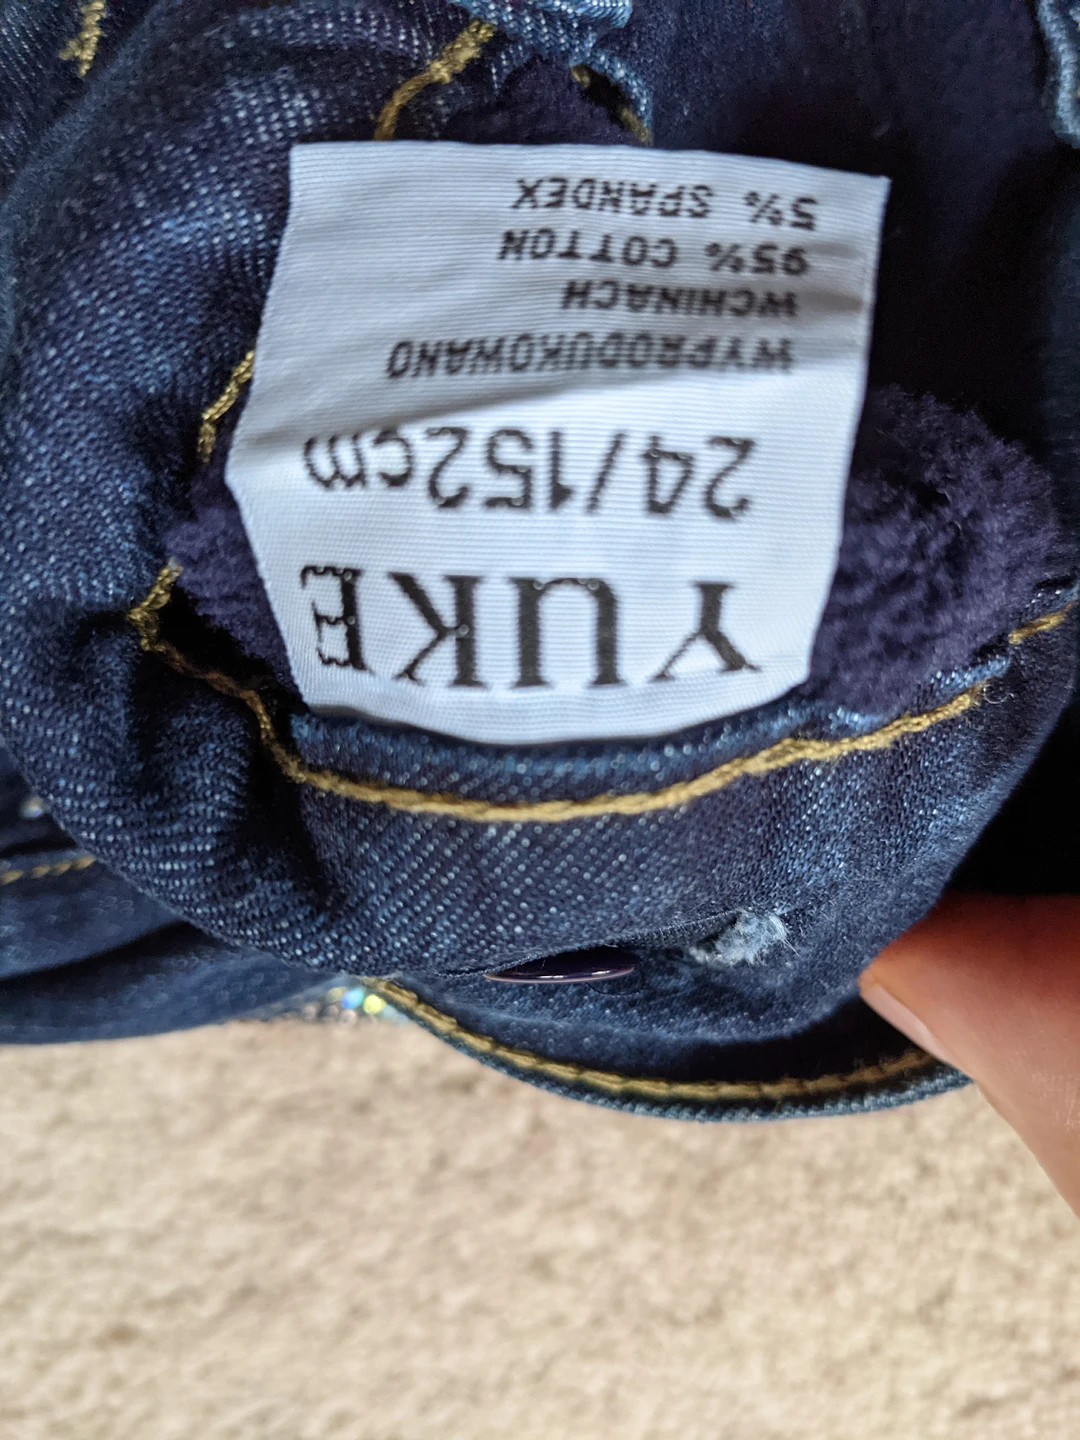 YUKE
24/152cm
WYPRODUKOWANO
WCHINACH
95% COTTON
5% SPANDEX